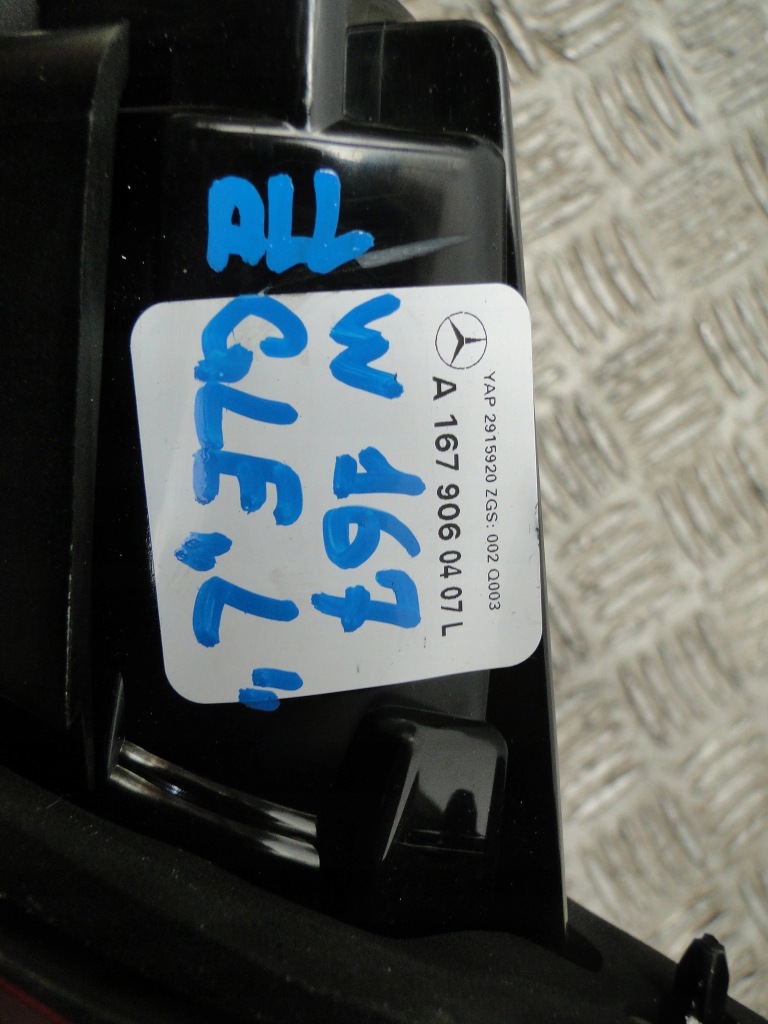 YAP 2915920 ZGS: 002 Q003
A 167 906 04 07 L
W 167
GLE „L"
ALL